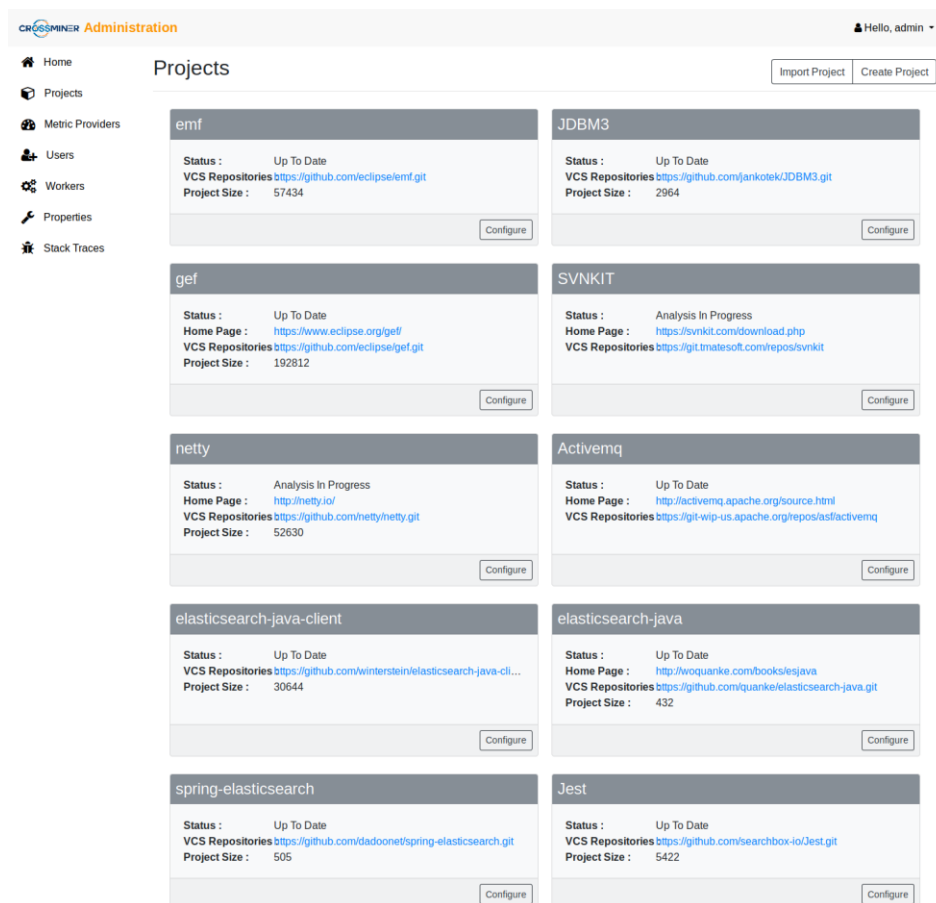 CROSSMINER Administration
Hello, admin
Home
Projects
Metric Providers
Users
Workers
Properties
Stack Traces
Projects
Import Project
Create Project
emf
Status : Up To Date
VCS Repositories : https://github.com/eclipse/emf.git
Project Size : 57434
Configure
JDBM3
Status : Up To Date
VCS Repositories : https://github.com/jankotek/JDBM3.git
Project Size : 2964
Configure
gef
Status : Up To Date
Home Page : https://www.eclipse.org/gef/
VCS Repositories : https://github.com/eclipse/gef.git
Project Size : 192812
Configure
SVNKIT
Status : Analysis In Progress
Home Page : https://svnkit.com/download.php
VCS Repositories : https://git.tmatesoft.com/repos/svnkit
Configure
netty
Status : Analysis In Progress
Home Page : http://netty.io/
VCS Repositories : https://github.com/netty/netty.git
Project Size : 52630
Configure
Activemq
Status : Up To Date
Home Page : http://activemq.apache.org/source.html
VCS Repositories : https://git-wip-us.apache.org/repos/asf/activemq
Configure
elasticsearch-java-client
Status : Up To Date
VCS Repositories : https://github.com/winterstein/elasticsearch-java-cli...
Project Size : 30644
Configure
elasticsearch-java
Status : Up To Date
Home Page : http://woquanke.com/books/esjava
VCS Repositories : https://github.com/quanke/elasticsearch-java.git
Project Size : 432
Configure
spring-elasticsearch
Status : Up To Date
VCS Repositories : https://github.com/dadoonet/spring-elasticsearch.git
Project Size : 505
Configure
Jest
Status : Up To Date
VCS Repositories : https://github.com/searchbox-io/Jest.git
Project Size : 5422
Configure